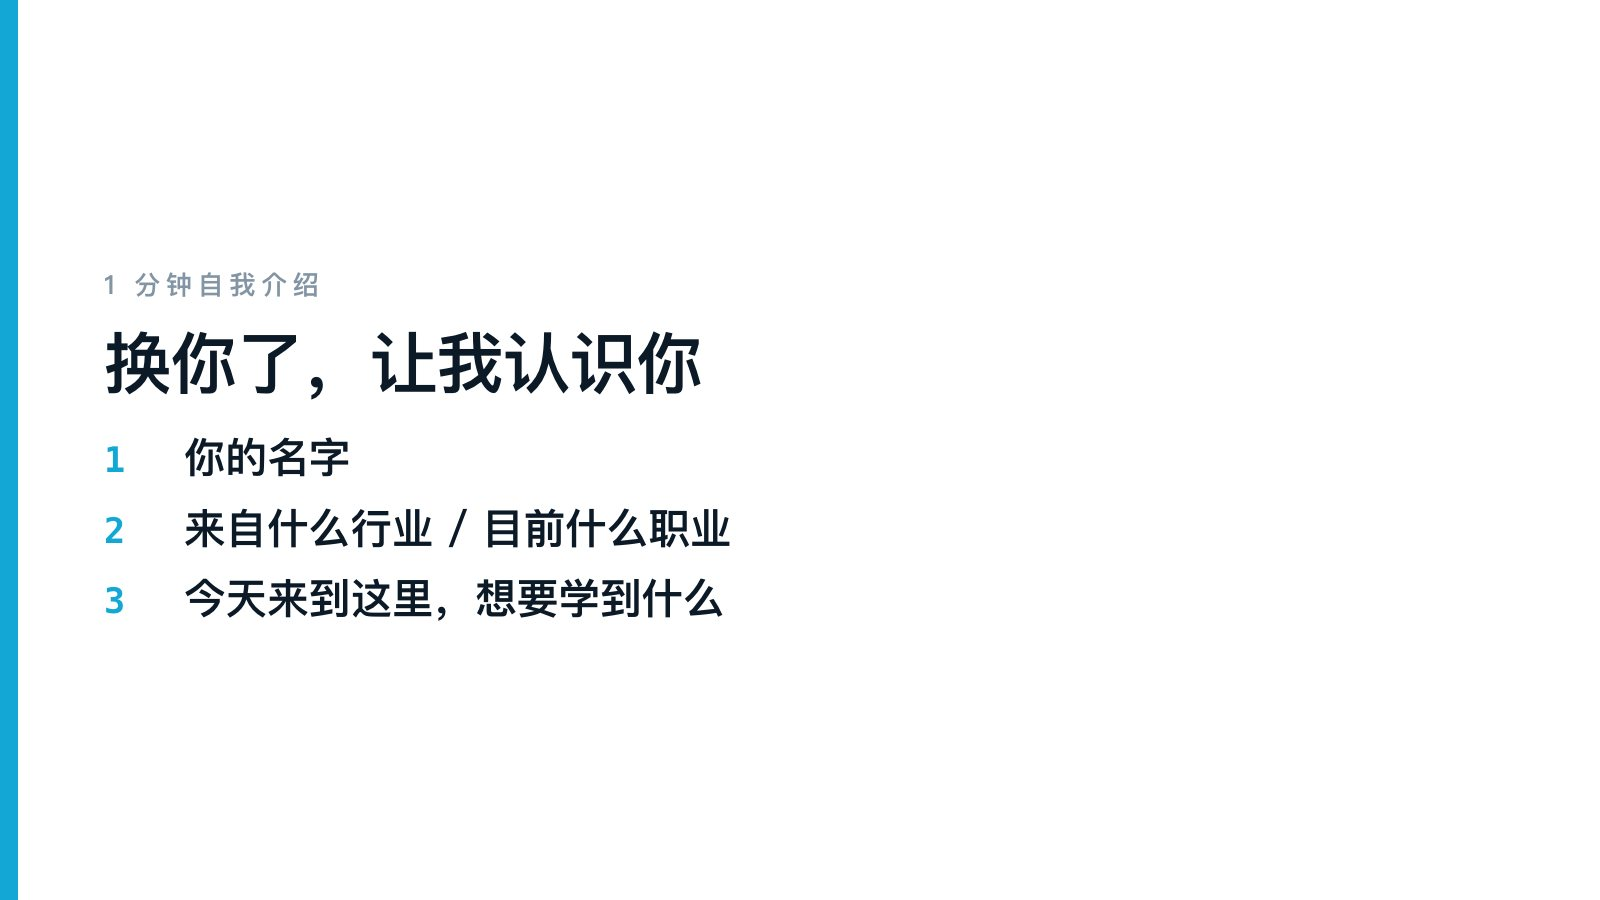 1 分钟自我介绍
换你了，让我认识你
1 你的名字
2 来自什么行业 / 目前什么职业
3 今天来到这里，想要学到什么